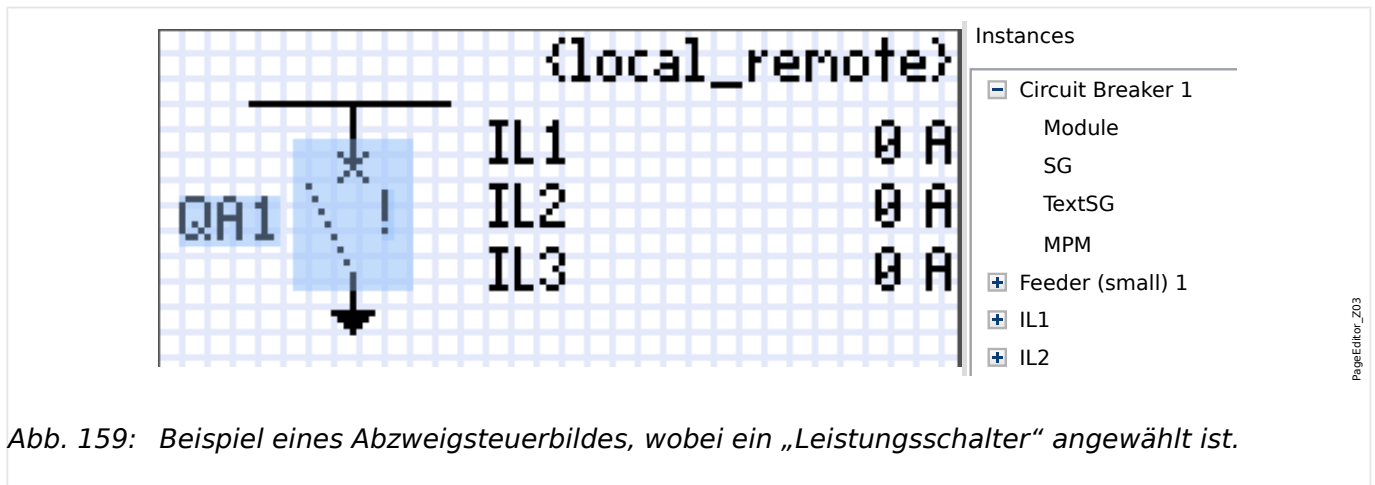 {local_remote}
IL1 0 A
QA1 !
IL2 0 A
IL3 0 A
Instances
Circuit Breaker 1
Module
SG
TextSG
MPM
Feeder (small) 1
IL1
IL2
PageEditor_Z03
Abb. 159: Beispiel eines Abzweigsteuerbildes, wobei ein „Leistungsschalter“ angewählt ist.